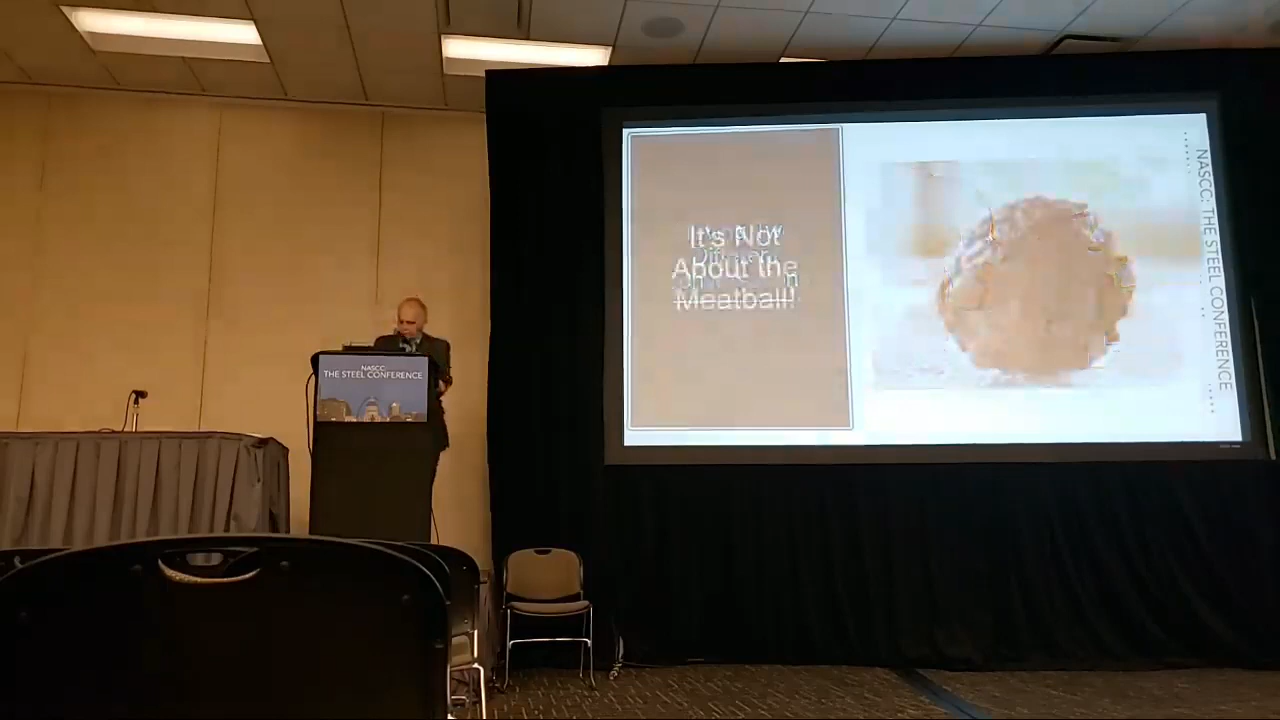 NASCC:
THE STEEL CONFERENCE
It's Not
About the
Meatball!
NASCC: THE STEEL CONFERENCE